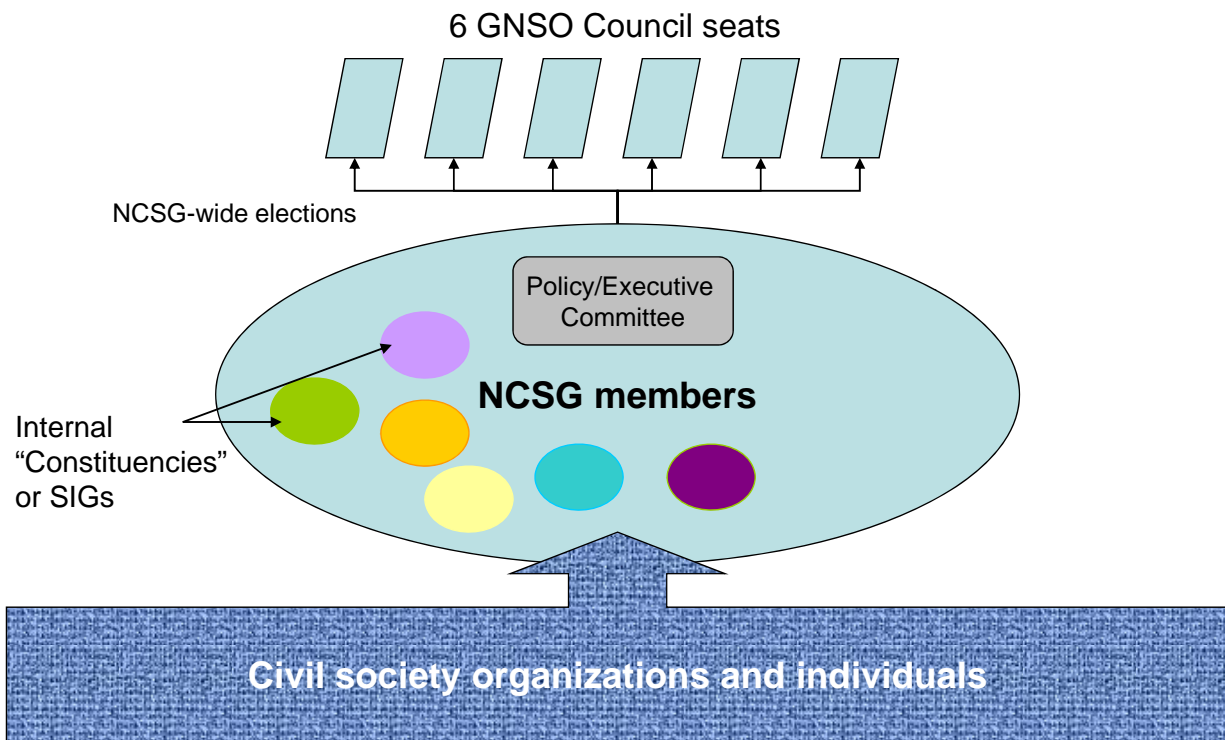 6 GNSO Council seats
NCSG-wide elections
Policy/Executive
Committee
NCSG members
Internal
“Constituencies”
or SIGs
Civil society organizations and individuals